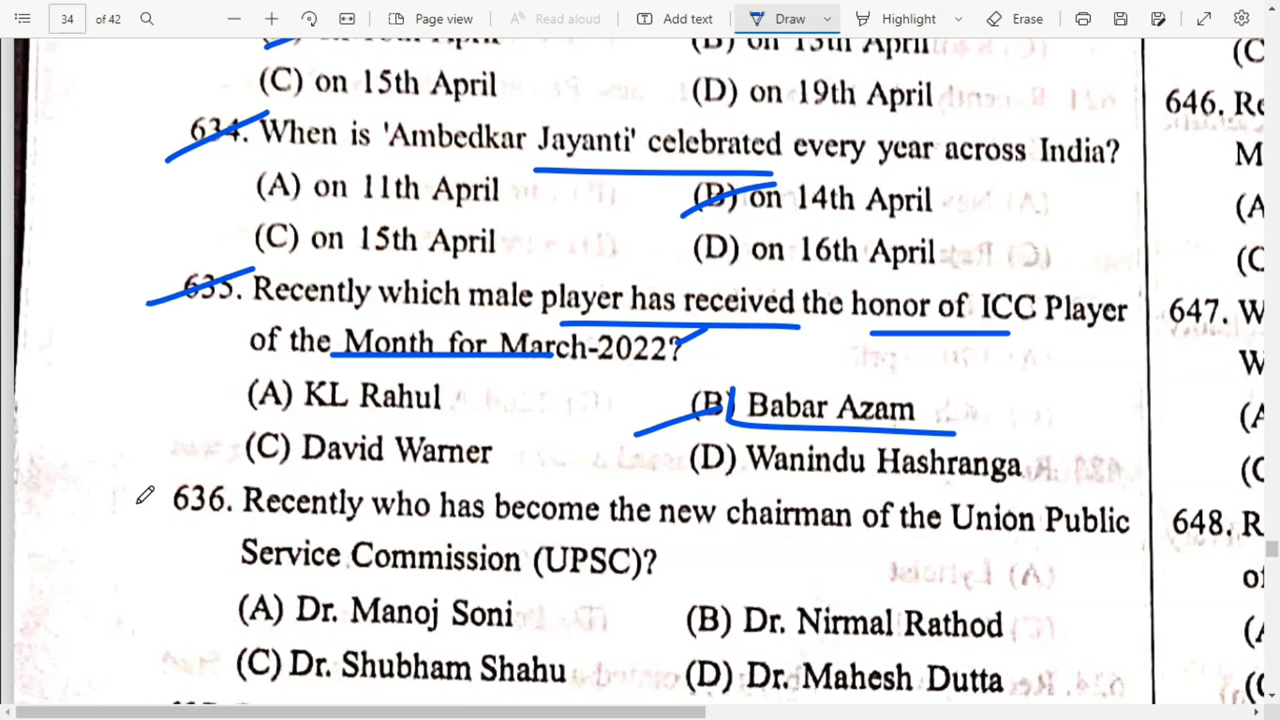 34 of 42 Page view Read aloud Add text Draw Highlight Erase
(B) on 13th April
(C) on 15th April (D) on 19th April
634. When is 'Ambedkar Jayanti' celebrated every year across India?
(A) on 11th April (B) on 14th April
(C) on 15th April (D) on 16th April
635. Recently which male player has received the honor of ICC Player
of the Month for March-2022?
(A) KL Rahul (B) Babar Azam
(C) David Warner (D) Wanindu Hashranga
636. Recently who has become the new chairman of the Union Public
Service Commission (UPSC)?
(A) Dr. Manoj Soni (B) Dr. Nirmal Rathod
(C) Dr. Shubham Shahu (D) Dr. Mahesh Dutta
(C
646. Re
M
(A
(C
647. W
W
(A
(C
648. R
of
(A